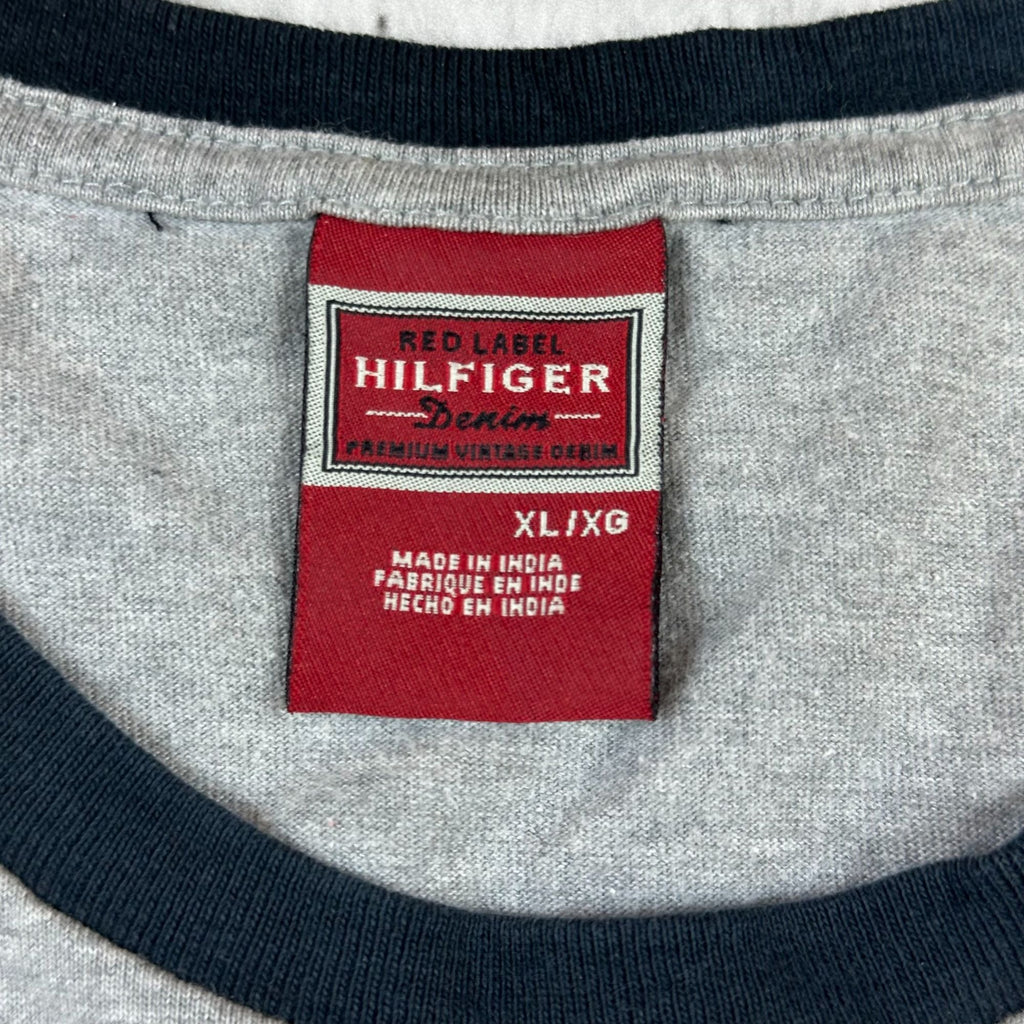 RED LABEL
HILFIGER
Denim
PREMIUM VINTAGE DENIM
XL/XG
MADE IN INDIA
FABRIQUE EN INDE
HECHO EN INDIA